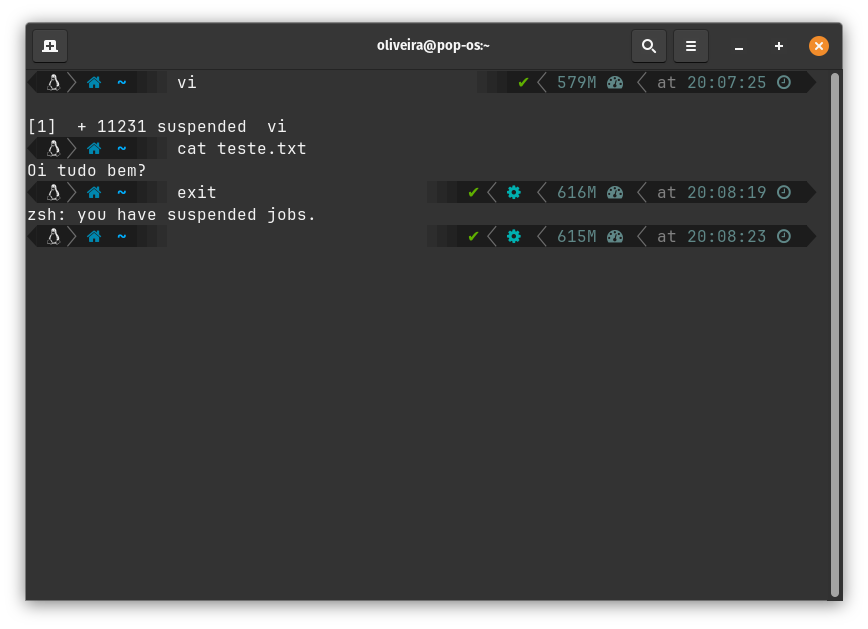 oliveira@pop-os:~
~ vi 579M at 20:07:25
[1] + 11231 suspended vi
~ cat teste.txt
Oi tudo bem?
~ exit 616M at 20:08:19
zsh: you have suspended jobs.
~ 615M at 20:08:23